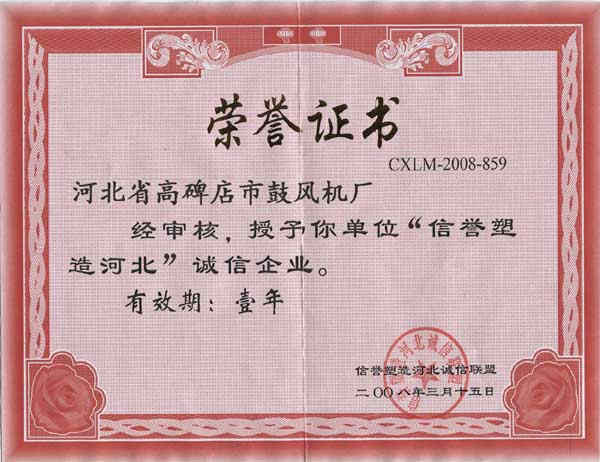 荣誉证书
CXLM-2008-859
河北省高碑店市鼓风机厂
经审核，授予你单位“信誉塑
造河北”诚信企业。
有效期：壹年
信誉塑造河北诚信联盟
二〇〇八年三月十五日